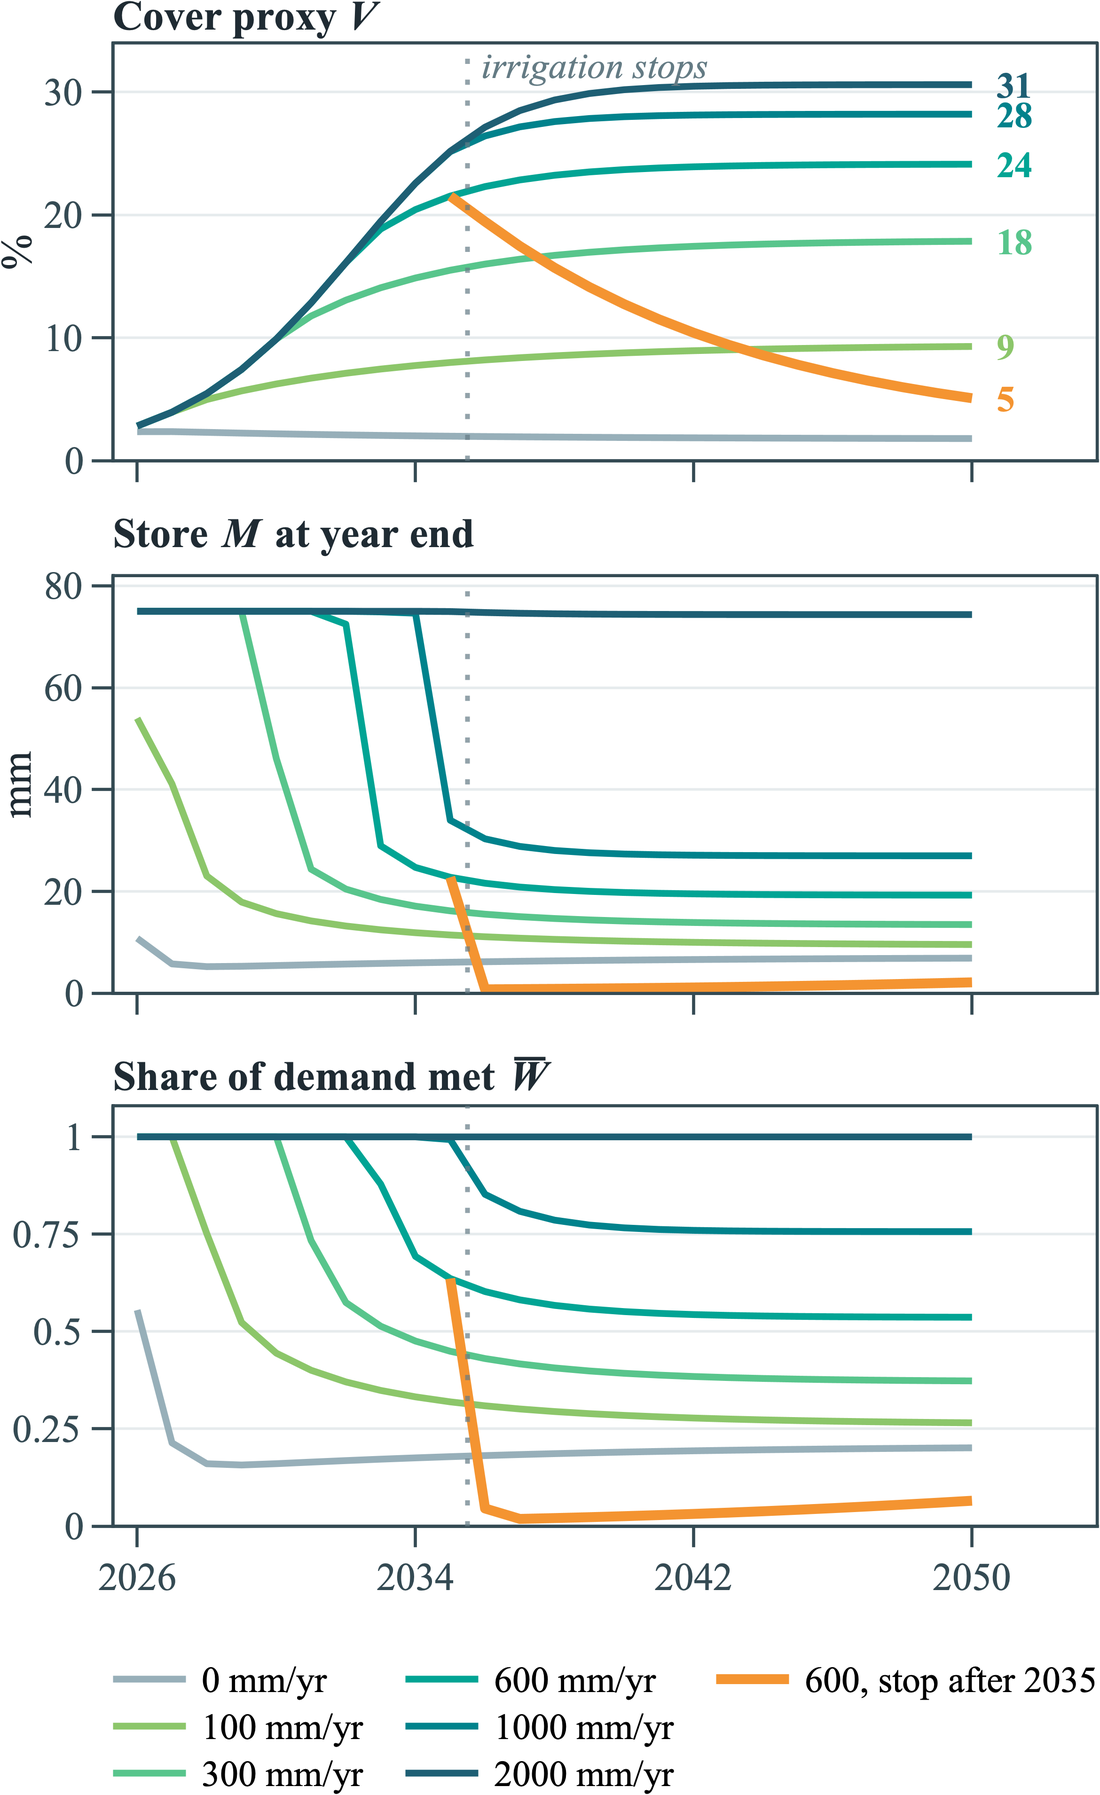 Cover proxy V
irrigation stops
%
30
20
10
0
31
28
24
18
9
5
Store M at year end
mm
80
60
40
20
0
Share of demand met W̅
1
0.75
0.5
0.25
0
2026 2034 2042 2050
0 mm/yr 600 mm/yr 600, stop after 2035
100 mm/yr 1000 mm/yr
300 mm/yr 2000 mm/yr